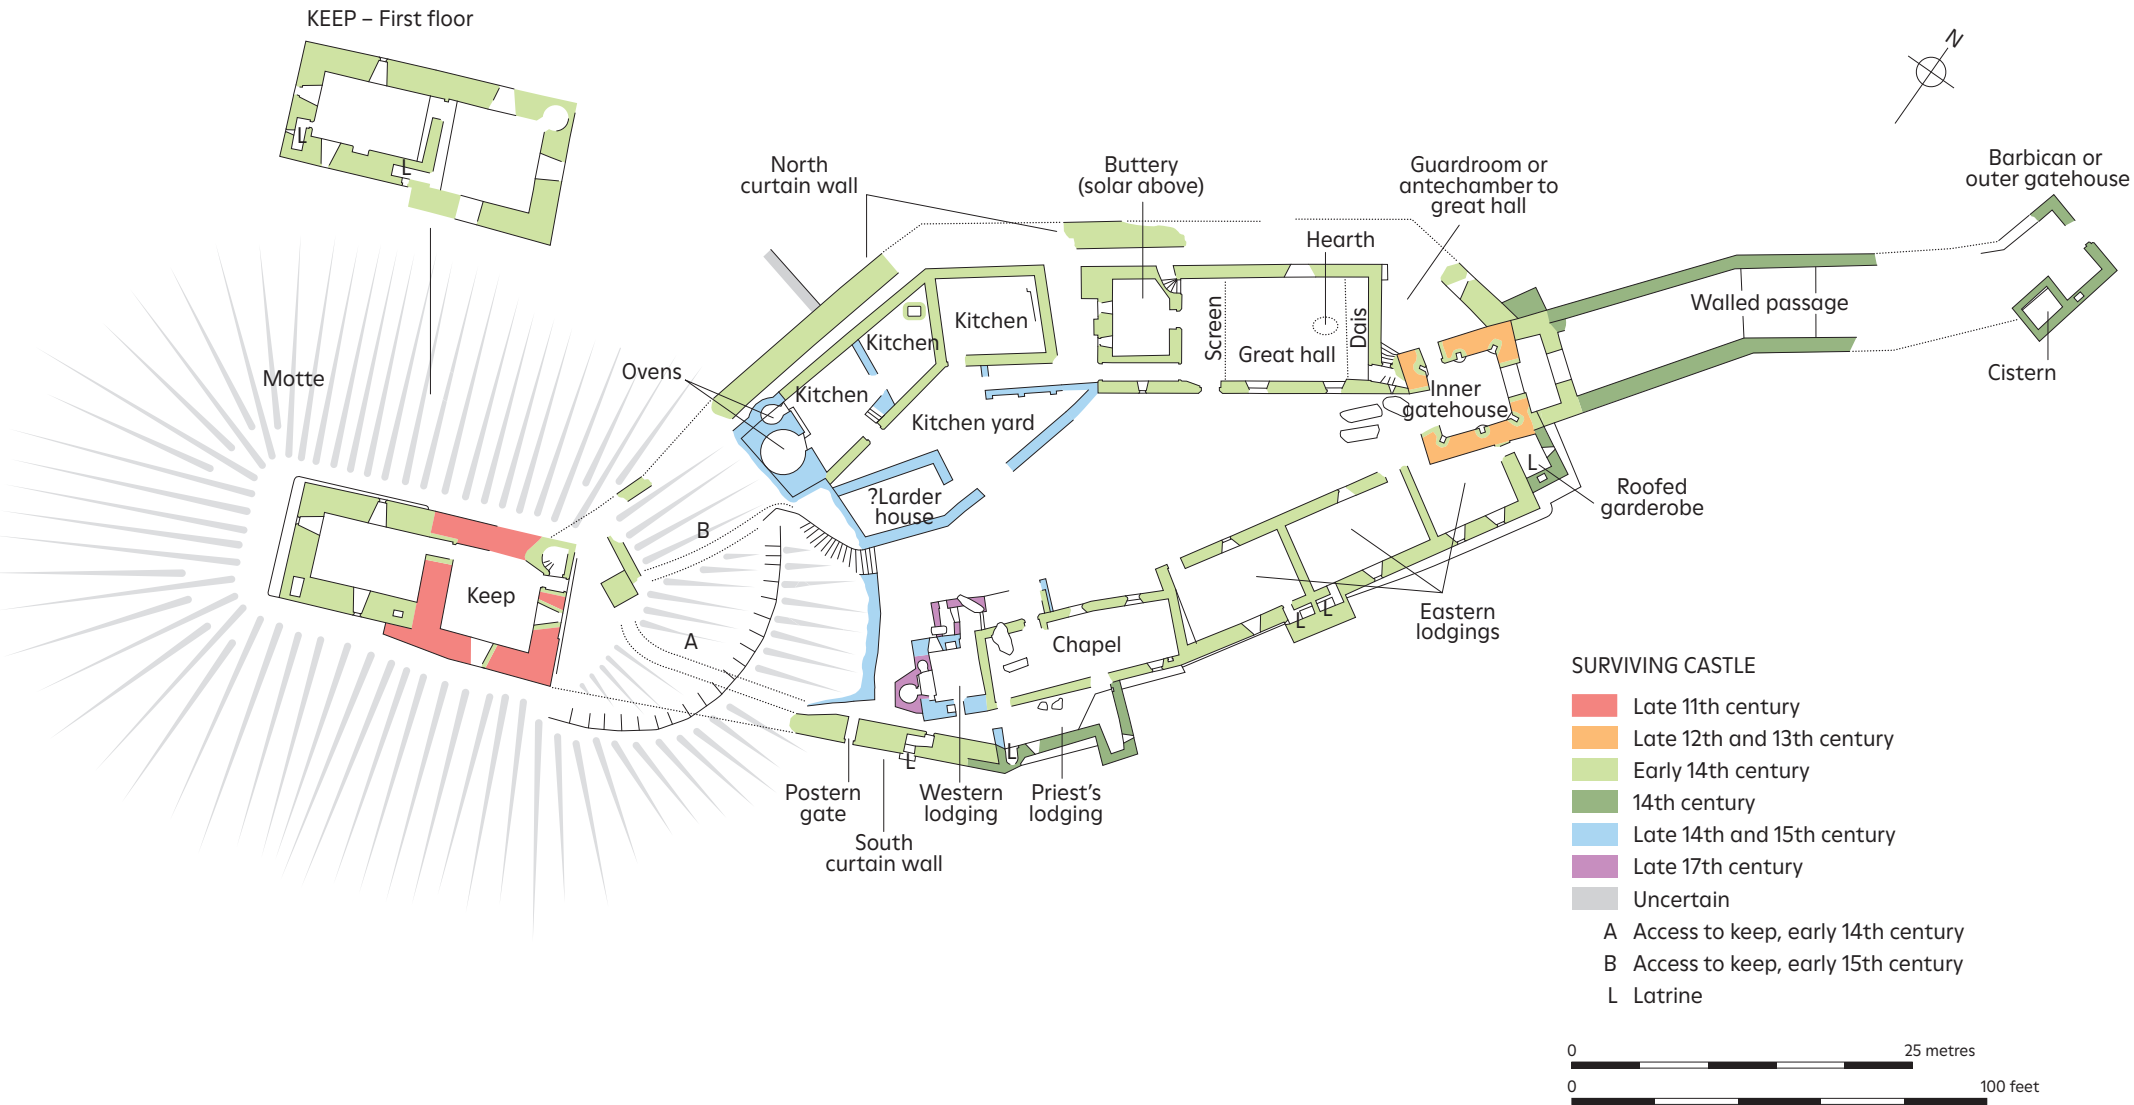 KEEP – First floor
L
L
N
Barbican or
outer gatehouse
North
curtain wall
Buttery
(solar above)
Guardroom or
antechamber to
great hall
Hearth
Walled passage
Cistern
Motte
Ovens
Kitchen
Kitchen
Kitchen
Kitchen yard
Screen
Great hall
Dais
Inner
gatehouse
L
Roofed
garderobe
?Larder
house
B
A
Keep
Chapel
L
L
Eastern
lodgings
L
L
Postern
gate
Western
lodging
Priest's
lodging
South
curtain wall
SURVIVING CASTLE
Late 11th century
Late 12th and 13th century
Early 14th century
14th century
Late 14th and 15th century
Late 17th century
Uncertain
A Access to keep, early 14th century
B Access to keep, early 15th century
L Latrine
0 25 metres
0 100 feet